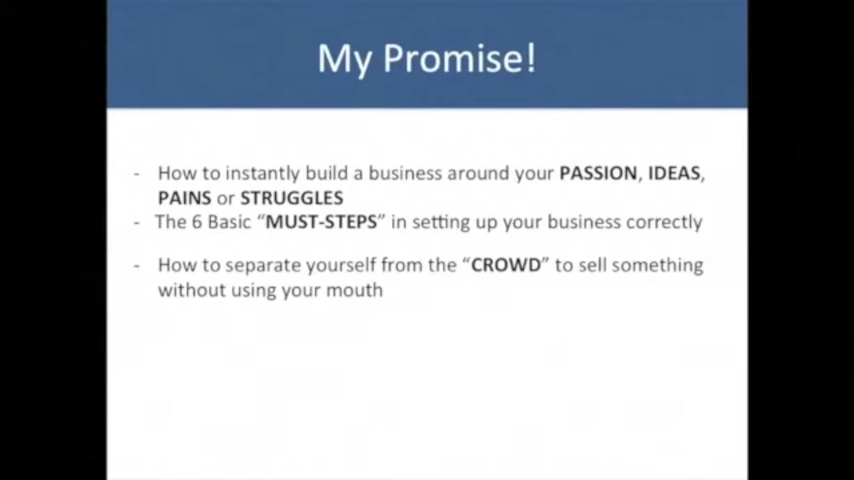 My Promise!
- How to instantly build a business around your PASSION, IDEAS,
PAINS or STRUGGLES
- The 6 Basic “MUST-STEPS” in setting up your business correctly
- How to separate yourself from the “CROWD” to sell something
without using your mouth